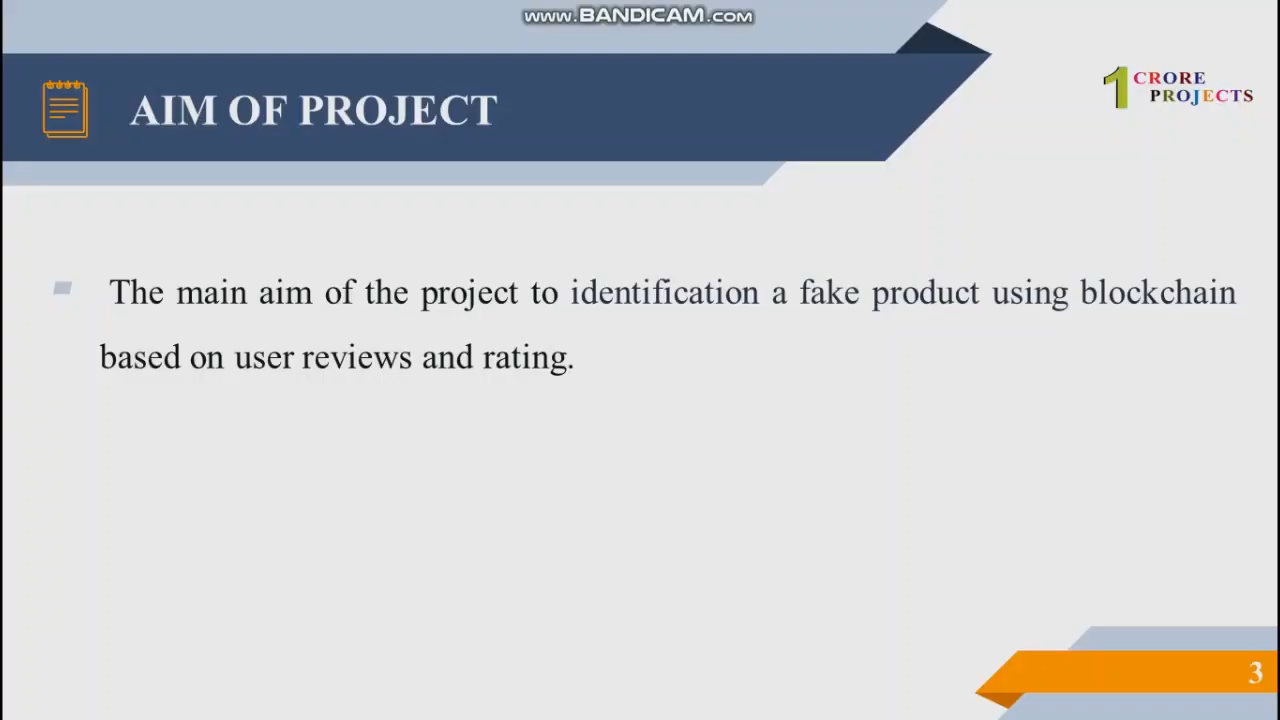 WWW.BANDICAM.COM
AIM OF PROJECT
1 CRORE
PROJECTS
The main aim of the project to identification a fake product using blockchain
based on user reviews and rating.
3